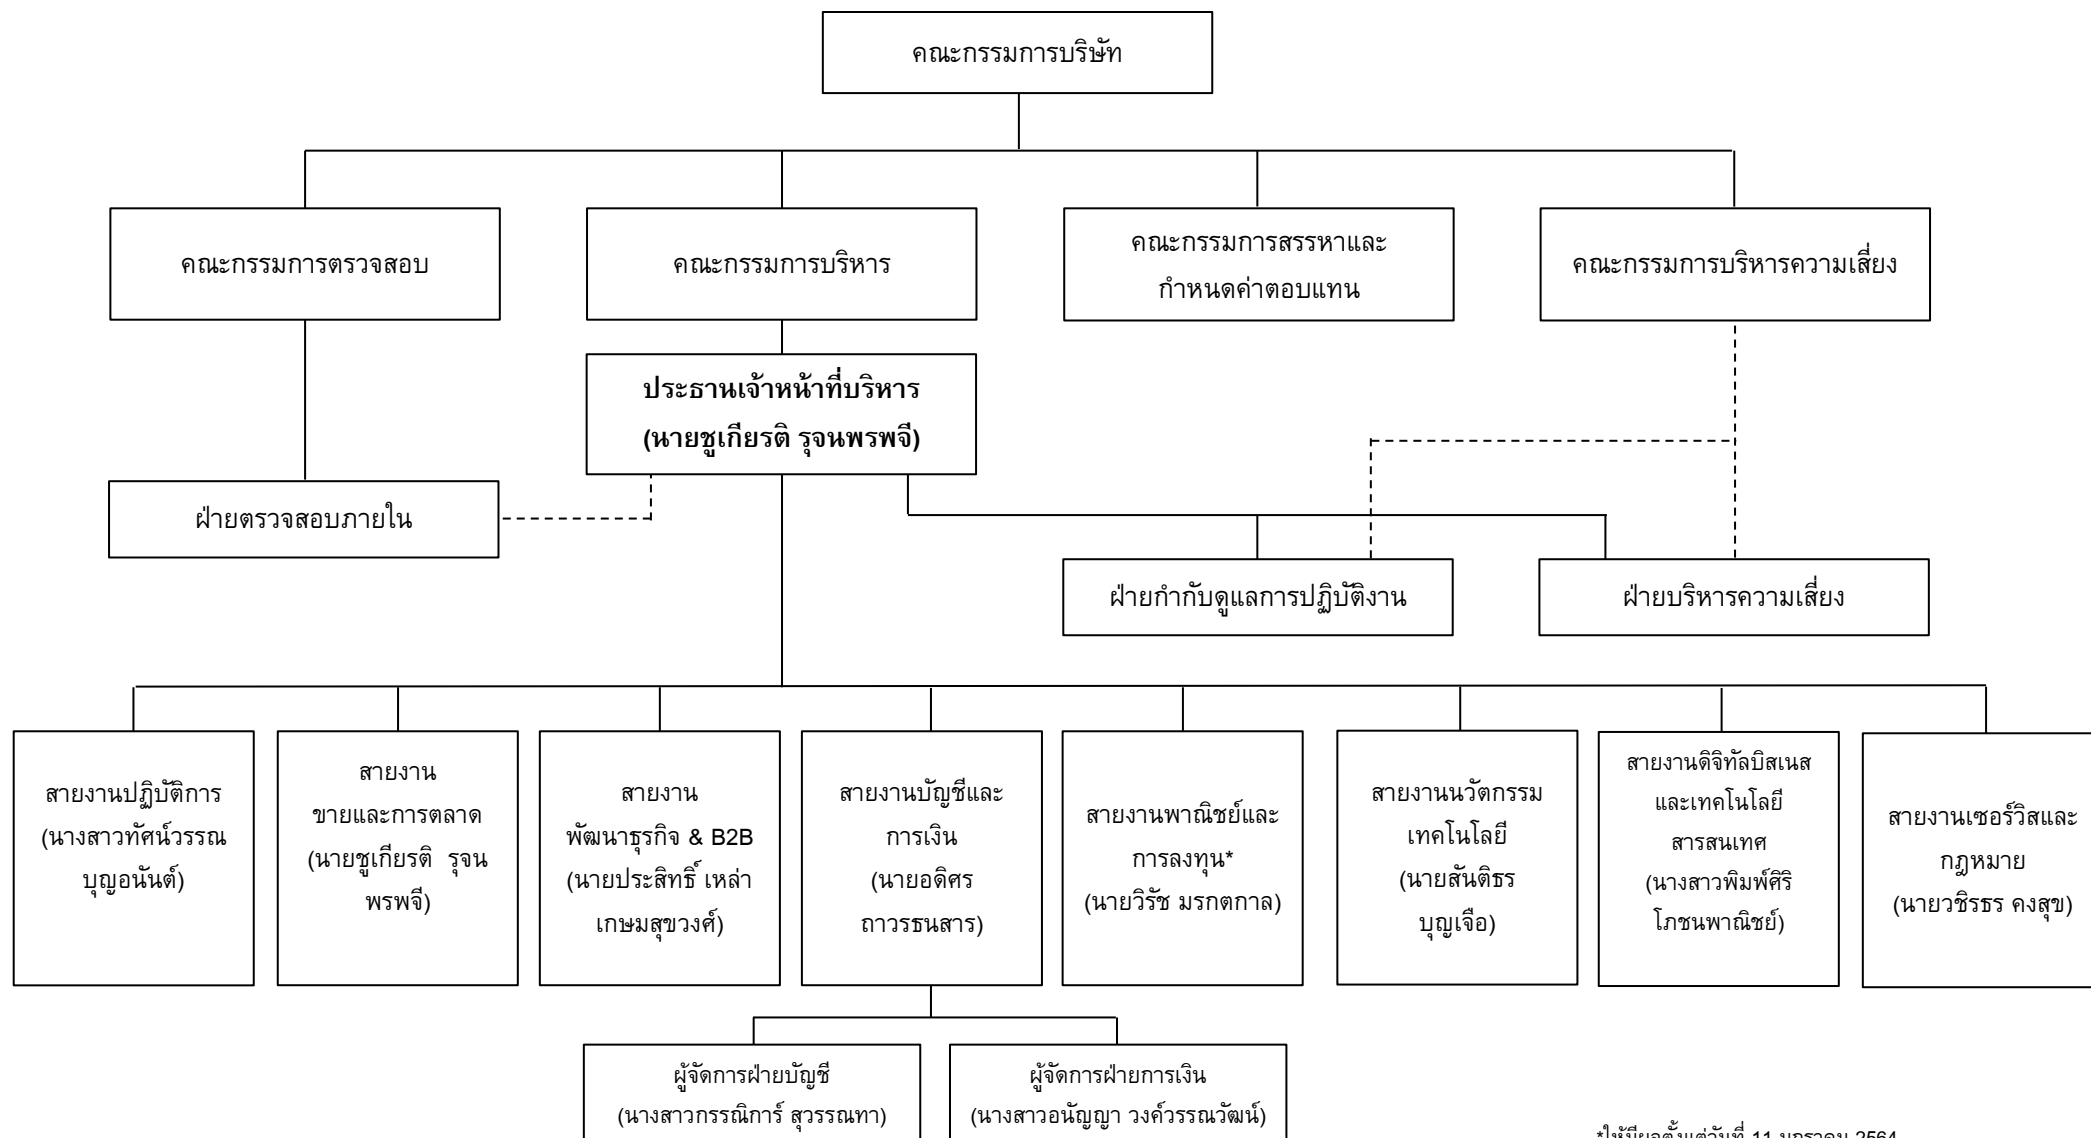 คณะกรรมการบริษัท
คณะกรรมการตรวจสอบ
คณะกรรมการบริหาร
คณะกรรมการสรรหาและ
กำหนดค่าตอบแทน
คณะกรรมการบริหารความเสี่ยง
ประธานเจ้าหน้าที่บริหาร
(นายชูเกียรติ รุจนพรพจี)
ฝ่ายตรวจสอบภายใน
ฝ่ายกำกับดูแลการปฏิบัติงาน
ฝ่ายบริหารความเสี่ยง
สายงานปฏิบัติการ
(นางสาวทัศน์วรรณ
บุญอนันต์)
สายงาน
ขายและการตลาด
(นายชูเกียรติ รุจน
พรพจี)
สายงาน
พัฒนาธุรกิจ & B2B
(นายประสิทธิ์ เหล่า
เกษมสุขวงศ์)
สายงานบัญชีและ
การเงิน
(นายอดิศร
ถาวรธนสาร)
สายงานพาณิชย์และ
การลงทุน*
(นายวิรัช มรกตกาล)
สายงานนวัตกรรม
เทคโนโลยี
(นายสันติธร
บุญเจือ)
สายงานดิจิทัลบิสเนส
และเทคโนโลยี
สารสนเทศ
(นางสาวพิมพ์ศิริ
โภชนพาณิชย์)
สายงานเซอร์วิสและ
กฎหมาย
(นายวชิรธร คงสุข)
ผู้จัดการฝ่ายบัญชี
(นางสาวกรรณิการ์ สุวรรณทา)
ผู้จัดการฝ่ายการเงิน
(นางสาวอนัญญา วงค์วรรณวัฒน์)
*ให้มีผลตั้งแต่วันที่ 11 มกราคม 2564